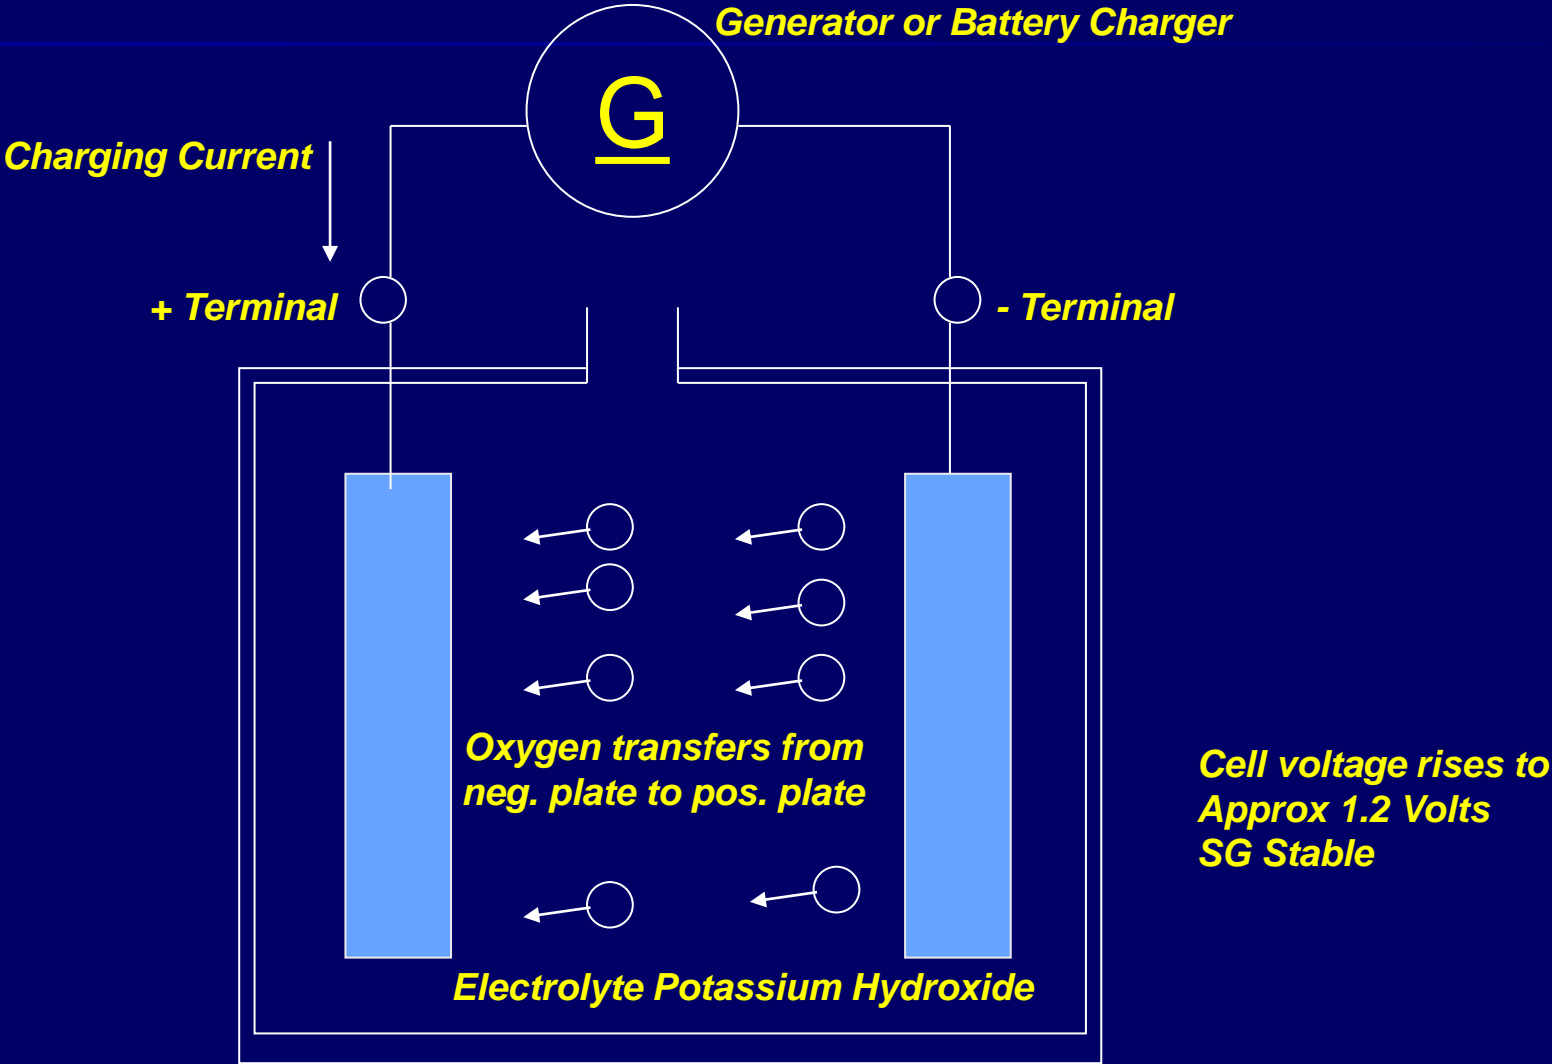 Generator or Battery Charger
G
Charging Current
+ Terminal
- Terminal
Oxygen transfers from
neg. plate to pos. plate
Cell voltage rises to
Approx 1.2 Volts
SG Stable
Electrolyte Potassium Hydroxide